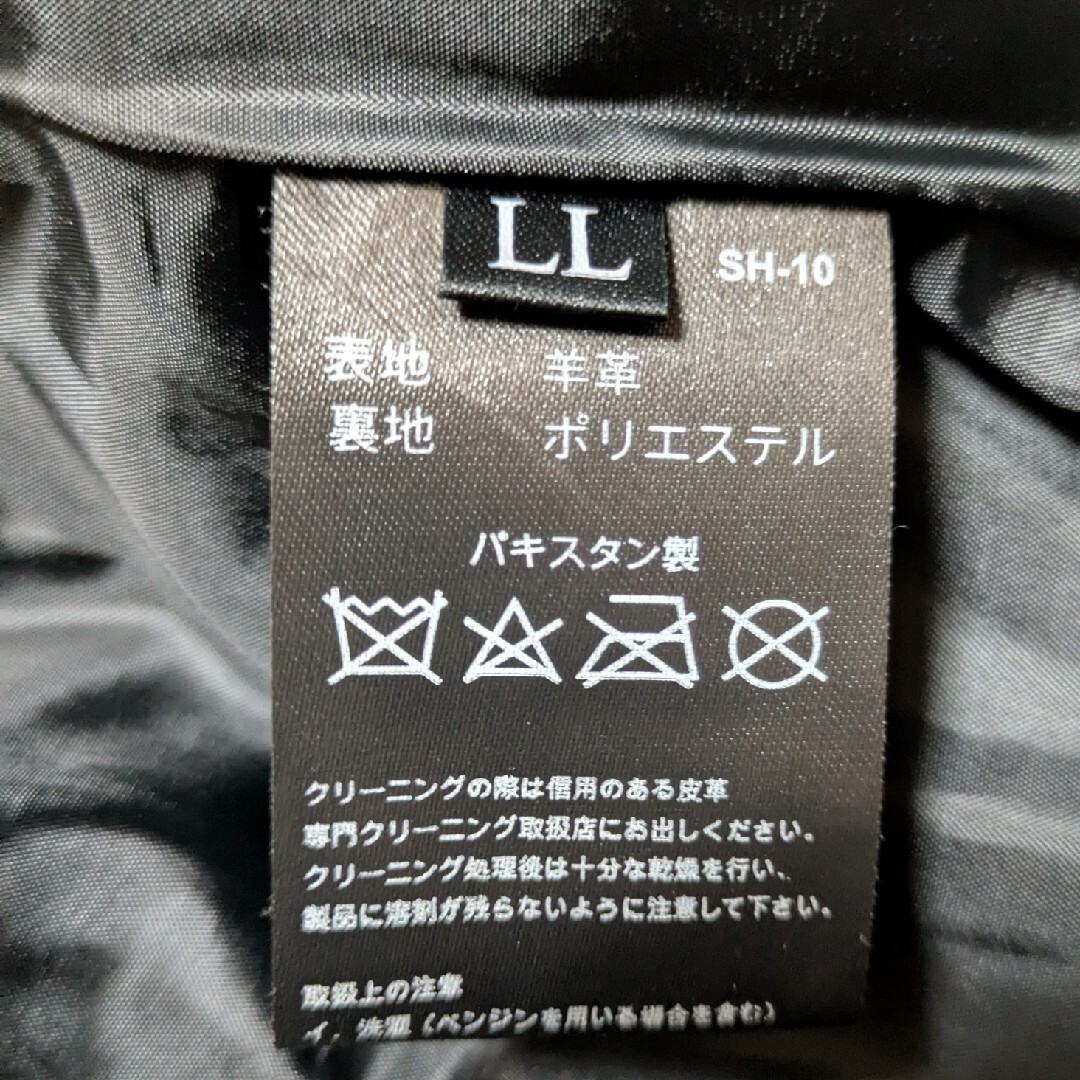 LL
SH-10
表地 羊革
裏地 ポリエステル
パキスタン製
クリーニングの際は信用のある皮革
専門クリーニング取扱店にお出しください。
クリーニング処理後は十分な乾燥を行い、
製品に溶剤が残らないように注意して下さい。
取扱上の注意
イ，洗濯（ベンジンを用いる場合を含む）